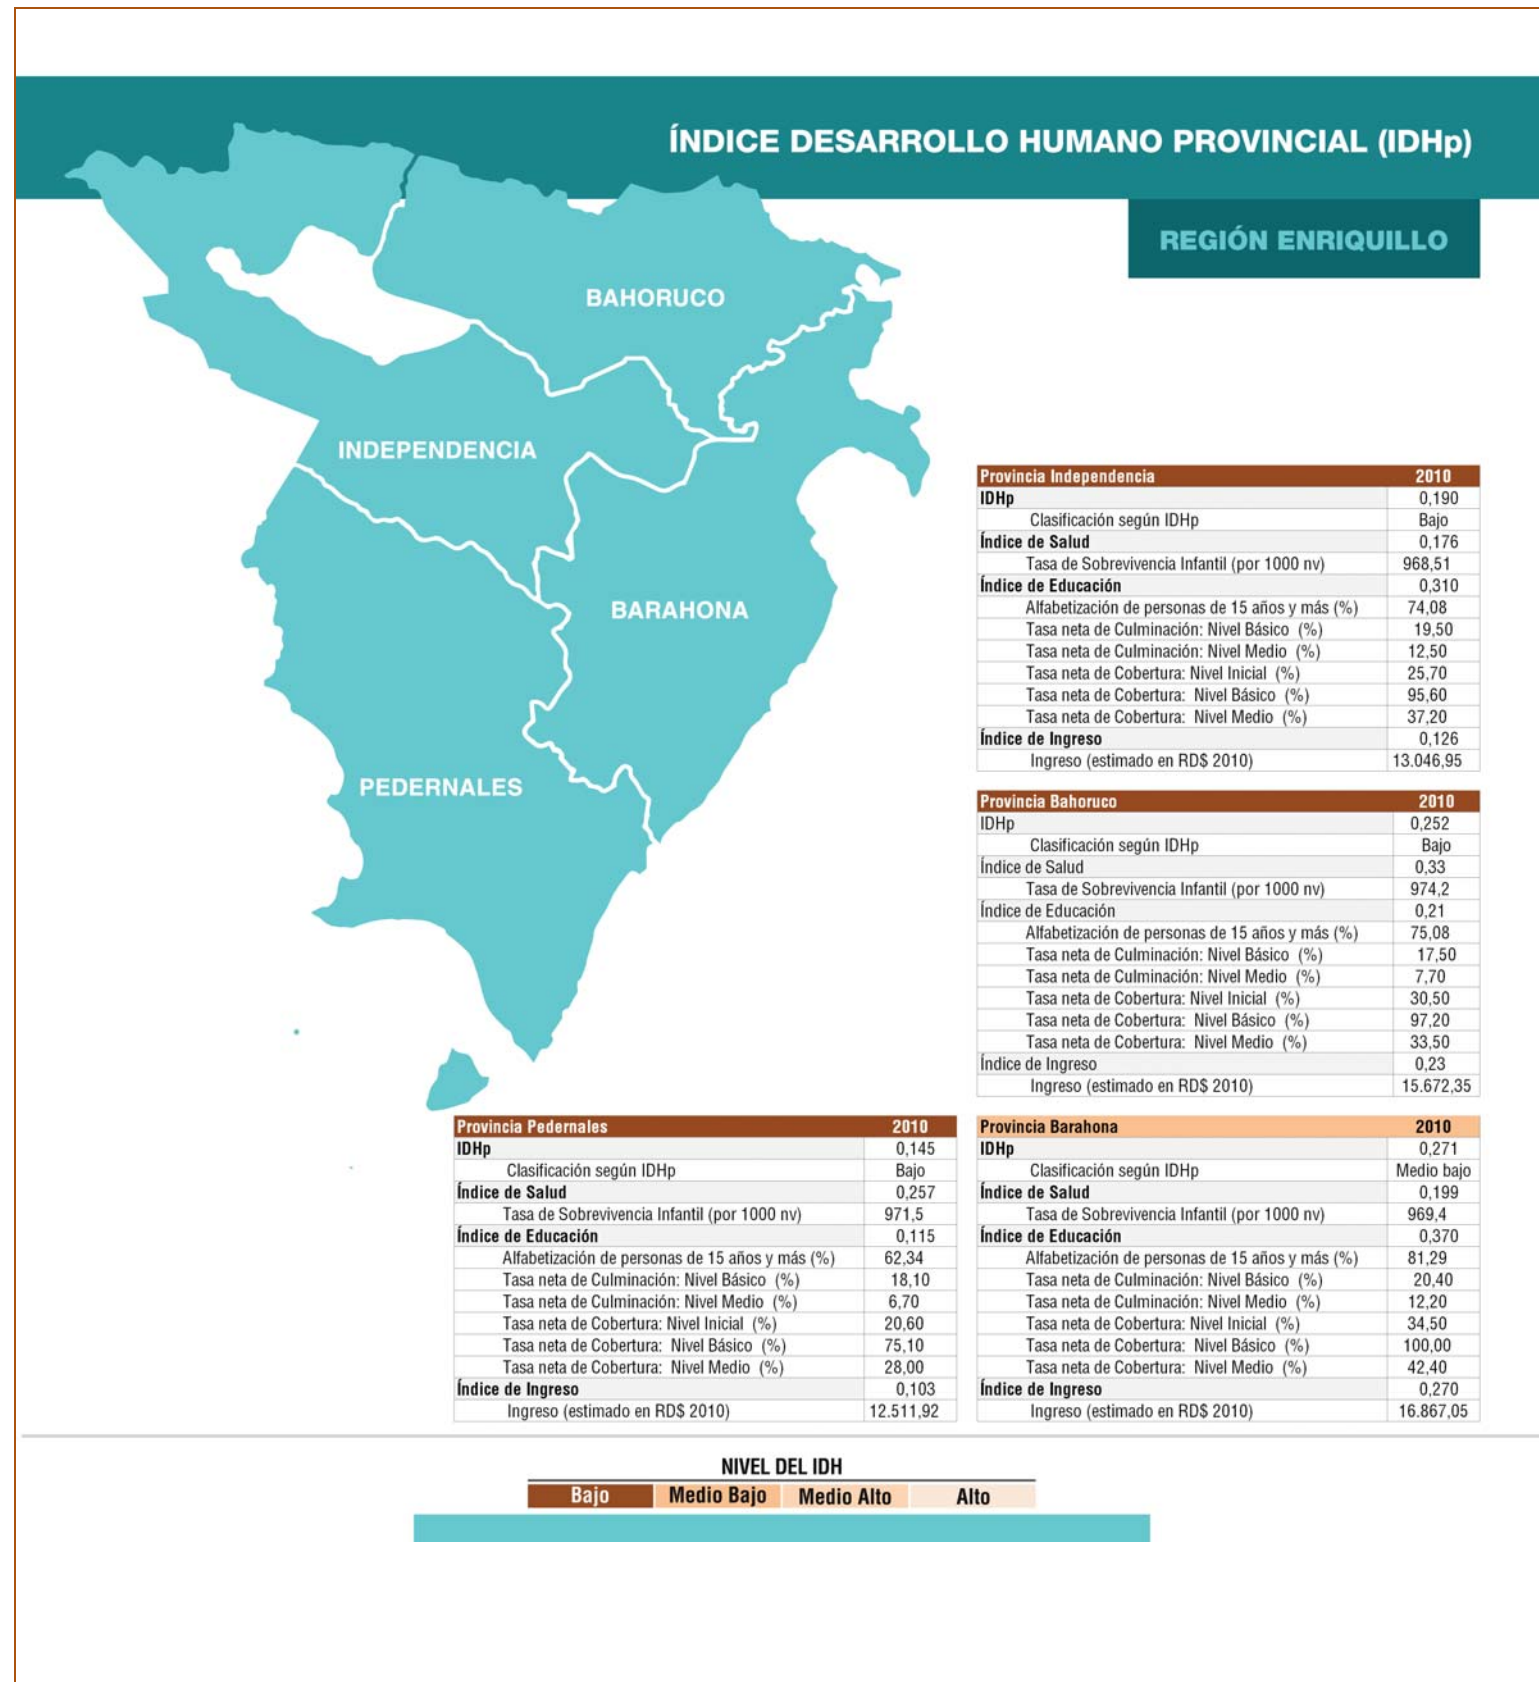 ÍNDICE DESARROLLO HUMANO PROVINCIAL (IDHp)
REGIÓN ENRIQUILLO
BAHORUCO
INDEPENDENCIA
BARAHONA
PEDERNALES
Provincia Independencia 2010
IDHp 0,190
Clasificación según IDHp Bajo
Índice de Salud 0,176
Tasa de Sobrevivencia Infantil (por 1000 nv) 968,51
Índice de Educación 0,310
Alfabetización de personas de 15 años y más (%) 74,08
Tasa neta de Culminación: Nivel Básico (%) 19,50
Tasa neta de Culminación: Nivel Medio (%) 12,50
Tasa neta de Cobertura: Nivel Inicial (%) 25,70
Tasa neta de Cobertura: Nivel Básico (%) 95,60
Tasa neta de Cobertura: Nivel Medio (%) 37,20
Índice de Ingreso 0,126
Ingreso (estimado en RD$ 2010) 13.046,95
Provincia Bahoruco 2010
IDHp 0,252
Clasificación según IDHp Bajo
Índice de Salud 0,33
Tasa de Sobrevivencia Infantil (por 1000 nv) 974,2
Índice de Educación 0,21
Alfabetización de personas de 15 años y más (%) 75,08
Tasa neta de Culminación: Nivel Básico (%) 17,50
Tasa neta de Culminación: Nivel Medio (%) 7,70
Tasa neta de Cobertura: Nivel Inicial (%) 30,50
Tasa neta de Cobertura: Nivel Básico (%) 97,20
Tasa neta de Cobertura: Nivel Medio (%) 33,50
Índice de Ingreso 0,23
Ingreso (estimado en RD$ 2010) 15.672,35
Provincia Pedernales 2010
IDHp 0,145
Clasificación según IDHp Bajo
Índice de Salud 0,257
Tasa de Sobrevivencia Infantil (por 1000 nv) 971,5
Índice de Educación 0,115
Alfabetización de personas de 15 años y más (%) 62,34
Tasa neta de Culminación: Nivel Básico (%) 18,10
Tasa neta de Culminación: Nivel Medio (%) 6,70
Tasa neta de Cobertura: Nivel Inicial (%) 20,60
Tasa neta de Cobertura: Nivel Básico (%) 75,10
Tasa neta de Cobertura: Nivel Medio (%) 28,00
Índice de Ingreso 0,103
Ingreso (estimado en RD$ 2010) 12.511,92
Provincia Barahona 2010
IDHp 0,271
Clasificación según IDHp Medio bajo
Índice de Salud 0,199
Tasa de Sobrevivencia Infantil (por 1000 nv) 969,4
Índice de Educación 0,370
Alfabetización de personas de 15 años y más (%) 81,29
Tasa neta de Culminación: Nivel Básico (%) 20,40
Tasa neta de Culminación: Nivel Medio (%) 12,20
Tasa neta de Cobertura: Nivel Inicial (%) 34,50
Tasa neta de Cobertura: Nivel Básico (%) 100,00
Tasa neta de Cobertura: Nivel Medio (%) 42,40
Índice de Ingreso 0,270
Ingreso (estimado en RD$ 2010) 16.867,05
NIVEL DEL IDH
Bajo Medio Bajo Medio Alto Alto